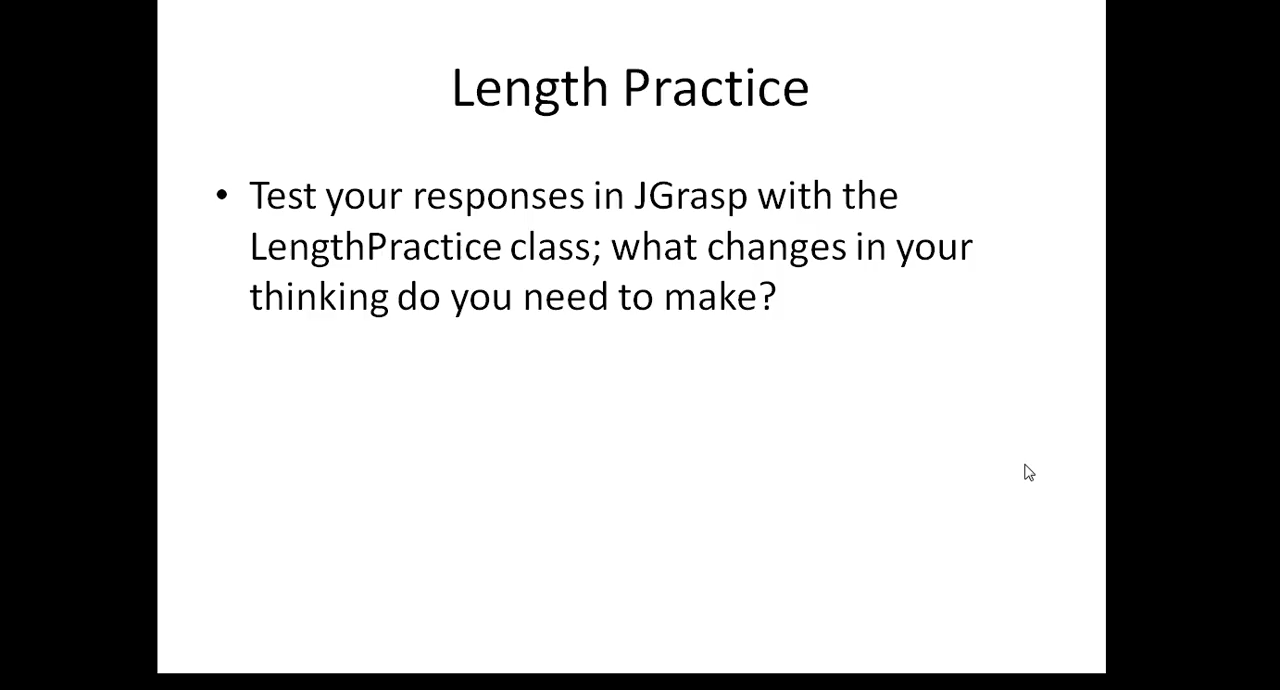 Length Practice
• Test your responses in JGrasp with the
LengthPractice class; what changes in your
thinking do you need to make?